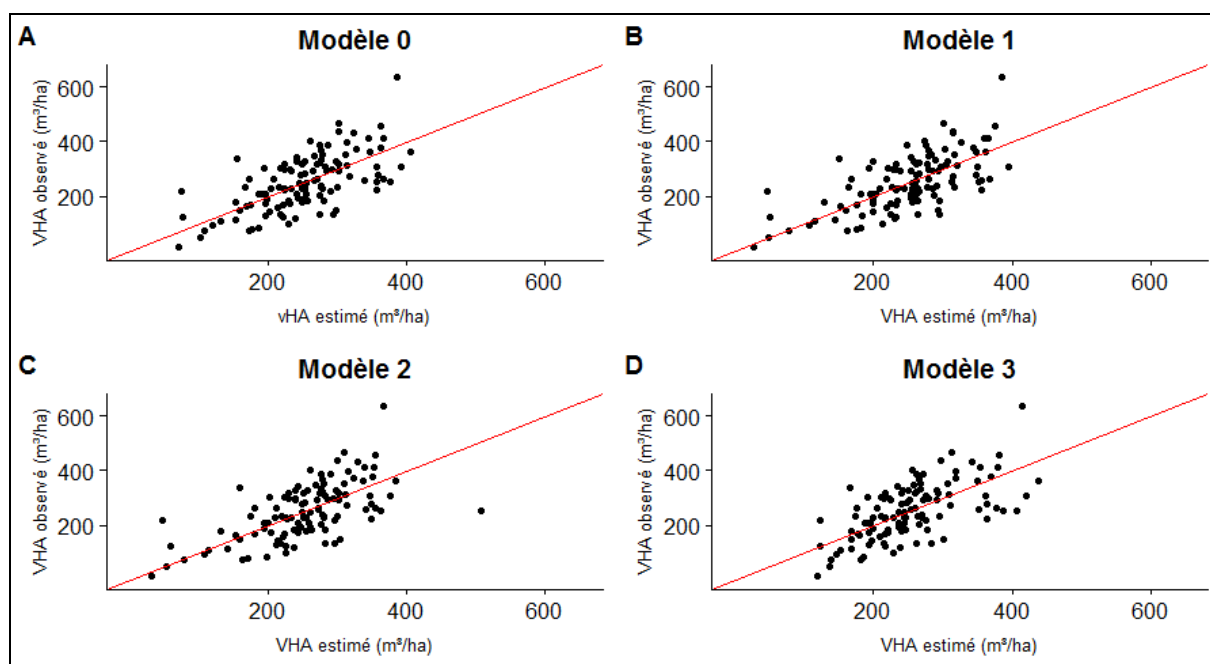 A
Modèle 0
VHA observé (m³/ha)
600
400
200
200
400
600
vHA estimé (m³/ha)
B
Modèle 1
VHA observé (m³/ha)
600
400
200
200
400
600
VHA estimé (m³/ha)
C
Modèle 2
VHA observé (m³/ha)
600
400
200
200
400
600
VHA estimé (m³/ha)
D
Modèle 3
VHA observé (m³/ha)
600
400
200
200
400
600
VHA estimé (m³/ha)